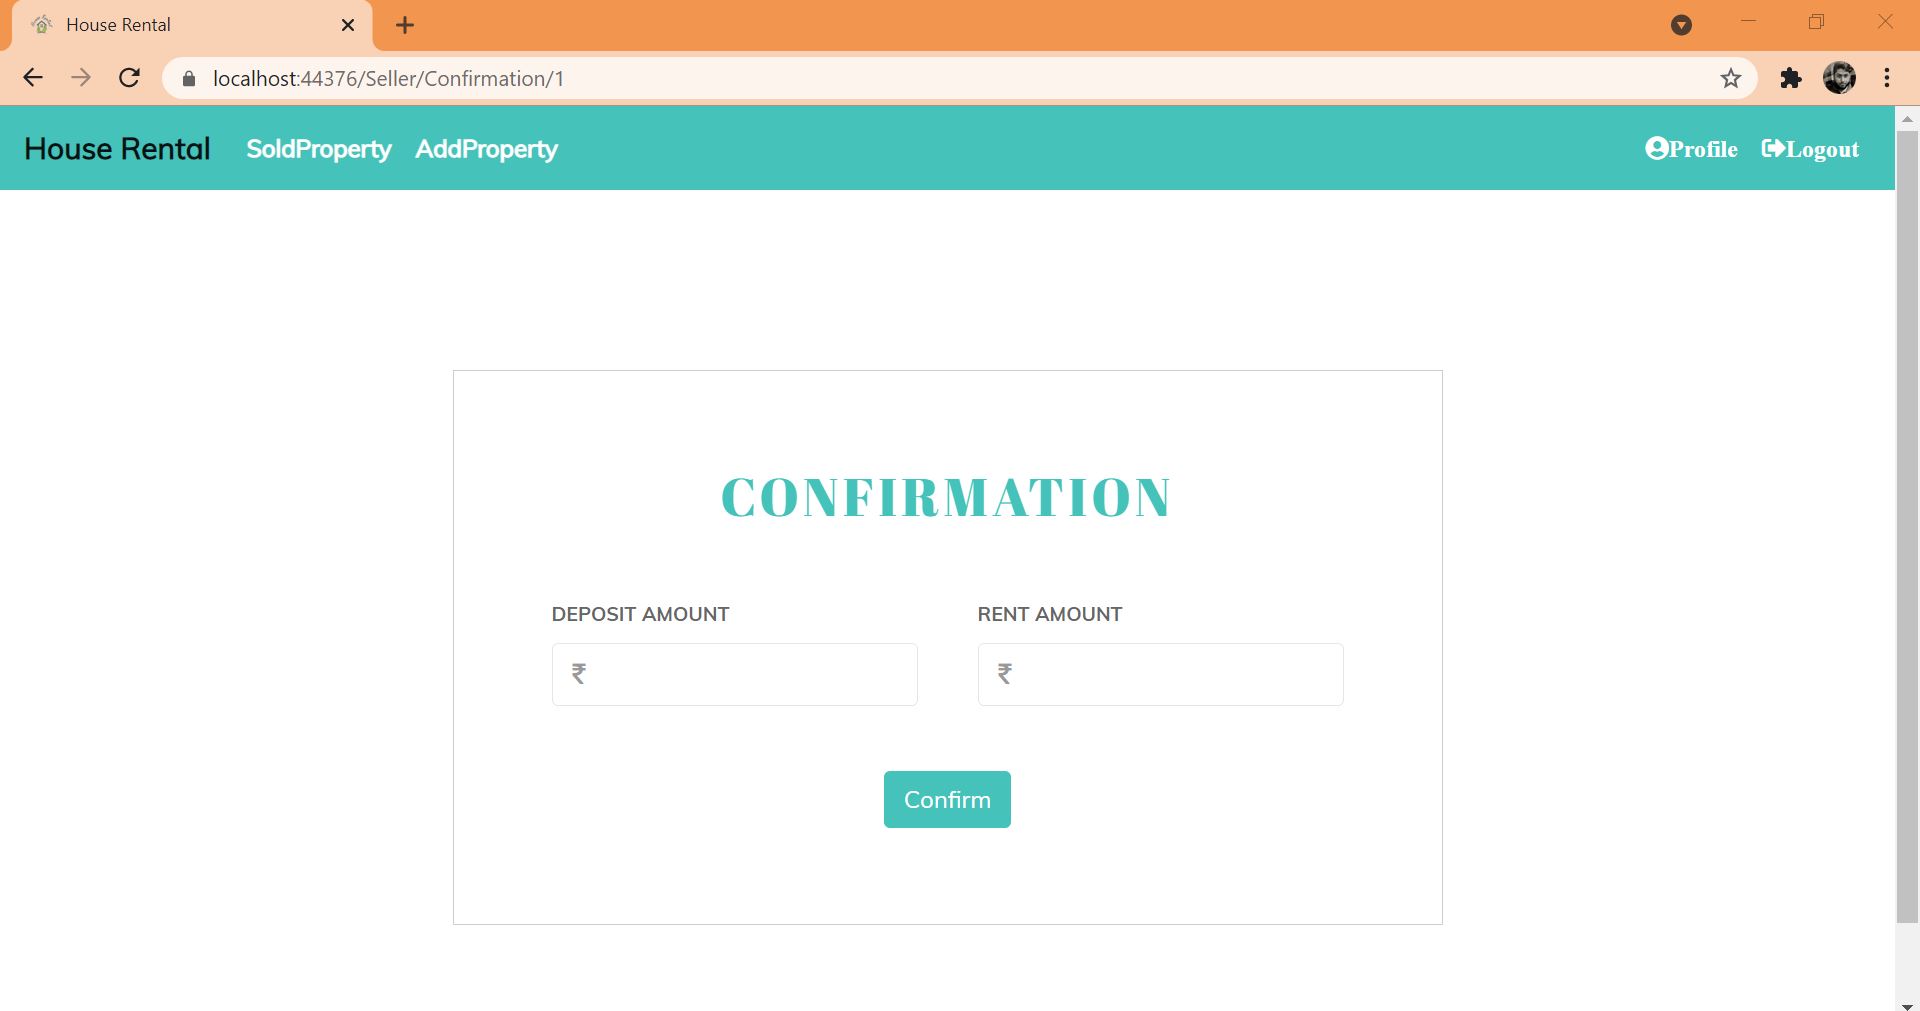 House Rental
localhost:44376/Seller/Confirmation/1
House Rental SoldProperty AddProperty Profile Logout
CONFIRMATION
DEPOSIT AMOUNT RENT AMOUNT
₹ ₹
Confirm